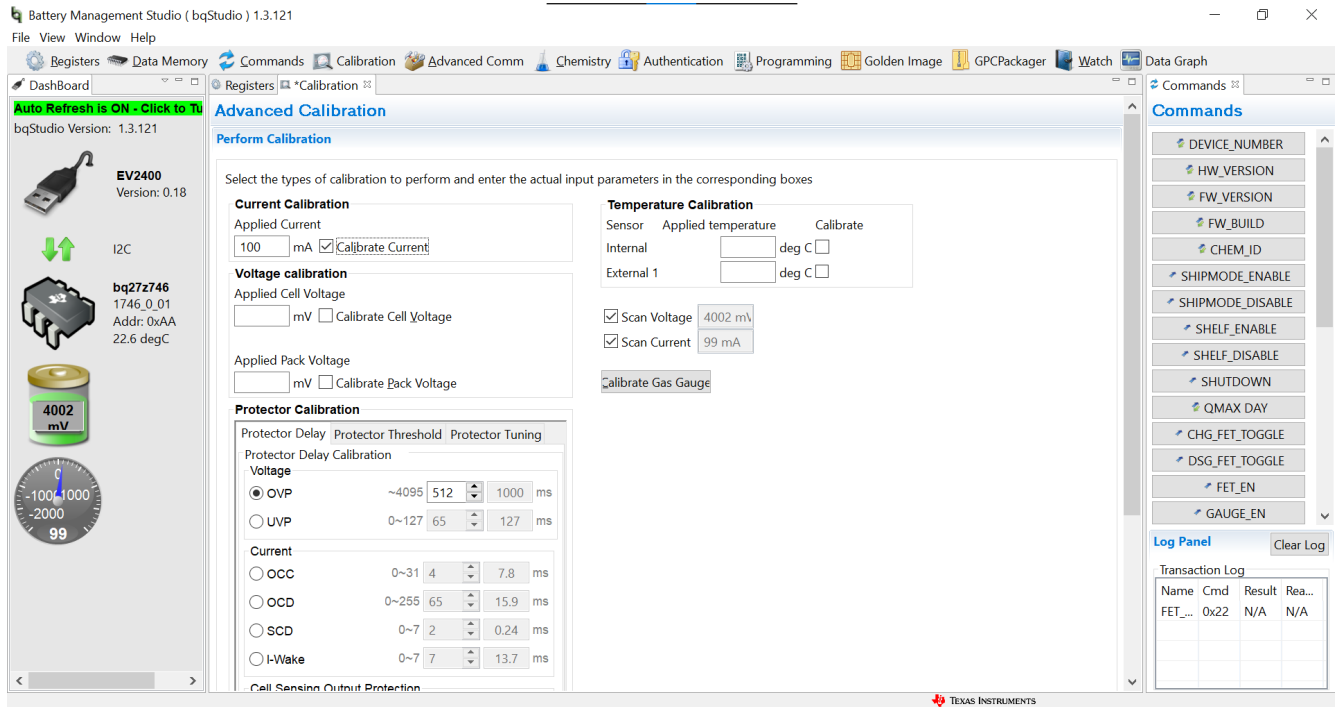 Battery Management Studio ( bqStudio ) 1.3.121
File View Window Help
Registers Data Memory Commands Calibration Advanced Comm Chemistry Authentication Programming Golden Image GPCPackager Watch Data Graph
DashBoard
Auto Refresh is ON - Click to Tu
bqStudio Version: 1.3.121
EV2400
Version: 0.18
I2C
bq27z746
1746_0_01
Addr: 0xAA
22.6 degC
4002
mV
0
-1000 1000
-2000
99
Registers *Calibration
Advanced Calibration
Perform Calibration
Select the types of calibration to perform and enter the actual input parameters in the corresponding boxes
Current Calibration
Applied Current
100 mA Calibrate Current
Voltage calibration
Applied Cell Voltage
mV Calibrate Cell Voltage
Applied Pack Voltage
mV Calibrate Pack Voltage
Temperature Calibration
Sensor Applied temperature Calibrate
Internal deg C
External 1 deg C
Scan Voltage 4002 mV
Scan Current 99 mA
Calibrate Gas Gauge
Protector Calibration
Protector Delay Protector Threshold Protector Tuning
Protector Delay Calibration
Voltage
OVP ~4095 512 1000 ms
UVP 0~127 65 127 ms
Current
OCC 0~31 4 7.8 ms
OCD 0~255 65 15.9 ms
SCD 0~7 2 0.24 ms
I-Wake 0~7 7 13.7 ms
Cell Sensing Output Protection
Commands
Commands
DEVICE_NUMBER
HW_VERSION
FW_VERSION
FW_BUILD
CHEM_ID
SHIPMODE_ENABLE
SHIPMODE_DISABLE
SHELF_ENABLE
SHELF_DISABLE
SHUTDOWN
QMAX DAY
CHG_FET_TOGGLE
DSG_FET_TOGGLE
FET_EN
GAUGE_EN
Log Panel Clear Log
Transaction Log
Name Cmd Result Rea...
FET_... 0x22 N/A N/A
TEXAS INSTRUMENTS